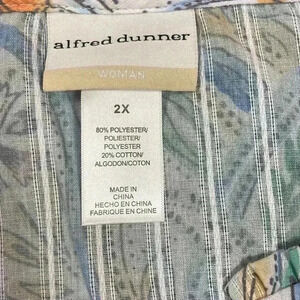 alfred dunner
WOMAN
2X
80% POLYESTER/
POLIESTER/
POLYESTER
20% COTTON/
ALGODON/COTON
MADE IN
CHINA
HECHO EN CHINA
FABRIQUE EN CHINE